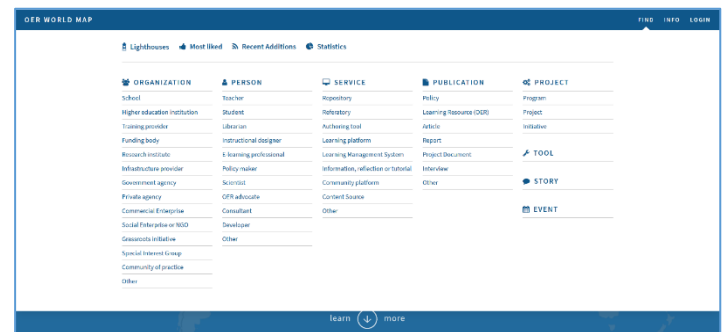 OER WORLD MAP
FIND INFO LOGIN
Lighthouses Most liked Recent Additions Statistics
ORGANIZATION
School
Higher education institution
Training provider
Funding body
Research institute
Infrastructure provider
Government agency
Private agency
Commercial Enterprise
Social Enterprise or NGO
Grassroots initiative
Special Interest Group
Community of practice
Other
PERSON
Teacher
Student
Librarian
Instructional designer
E-learning professional
Policy maker
Scientist
OER advocate
Consultant
Developer
Other
SERVICE
Repository
Referatory
Authoring tool
Learning platform
Learning Management System
Information, reflection or tutorial
Community platform
Content Source
Other
PUBLICATION
Policy
Learning Resource (OER)
Article
Report
Project Document
Interview
Other
PROJECT
Program
Project
Initiative
TOOL
STORY
EVENT
learn more